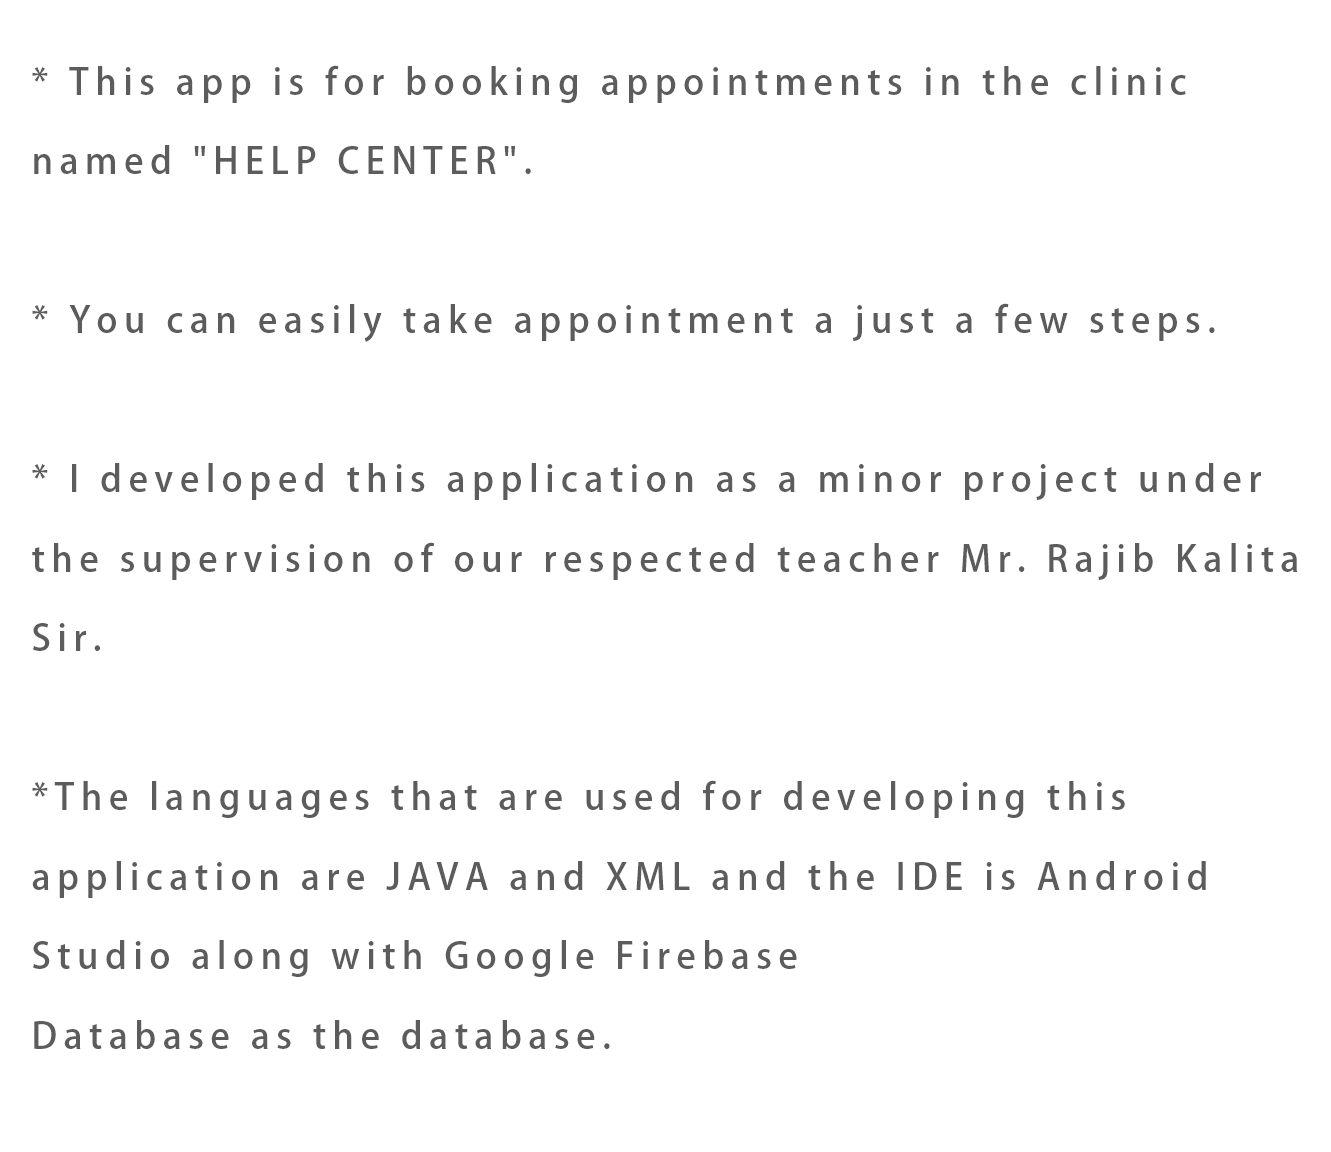 * This app is for booking appointments in the clinic
named "HELP CENTER".
* You can easily take appointment a just a few steps.
* I developed this application as a minor project under
the supervision of our respected teacher Mr. Rajib Kalita
Sir.
*The languages that are used for developing this
application are JAVA and XML and the IDE is Android
Studio along with Google Firebase
Database as the database.